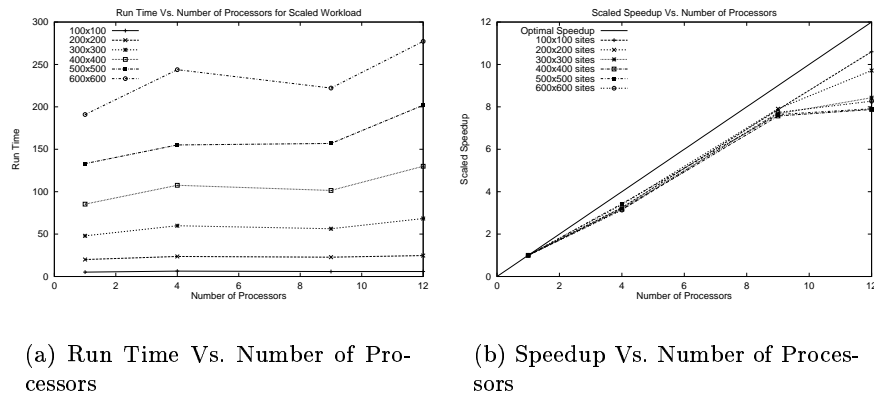 Run Time Vs. Number of Processors for Scaled Workload
300
250
200
150
100
50
0
Run Time
100x100
200x200
300x300
400x400
500x500
600x600
0 2 4 6 8 10 12
Number of Processors
Scaled Speedup Vs. Number of Processors
12
10
8
6
4
2
0
Scaled Speedup
Optimal Speedup
100x100 sites
200x200 sites
300x300 sites
400x400 sites
500x500 sites
600x600 sites
0 2 4 6 8 10 12
Number of Processors
(a) Run Time Vs. Number of Pro-
cessors
(b) Speedup Vs. Number of Proces-
sors